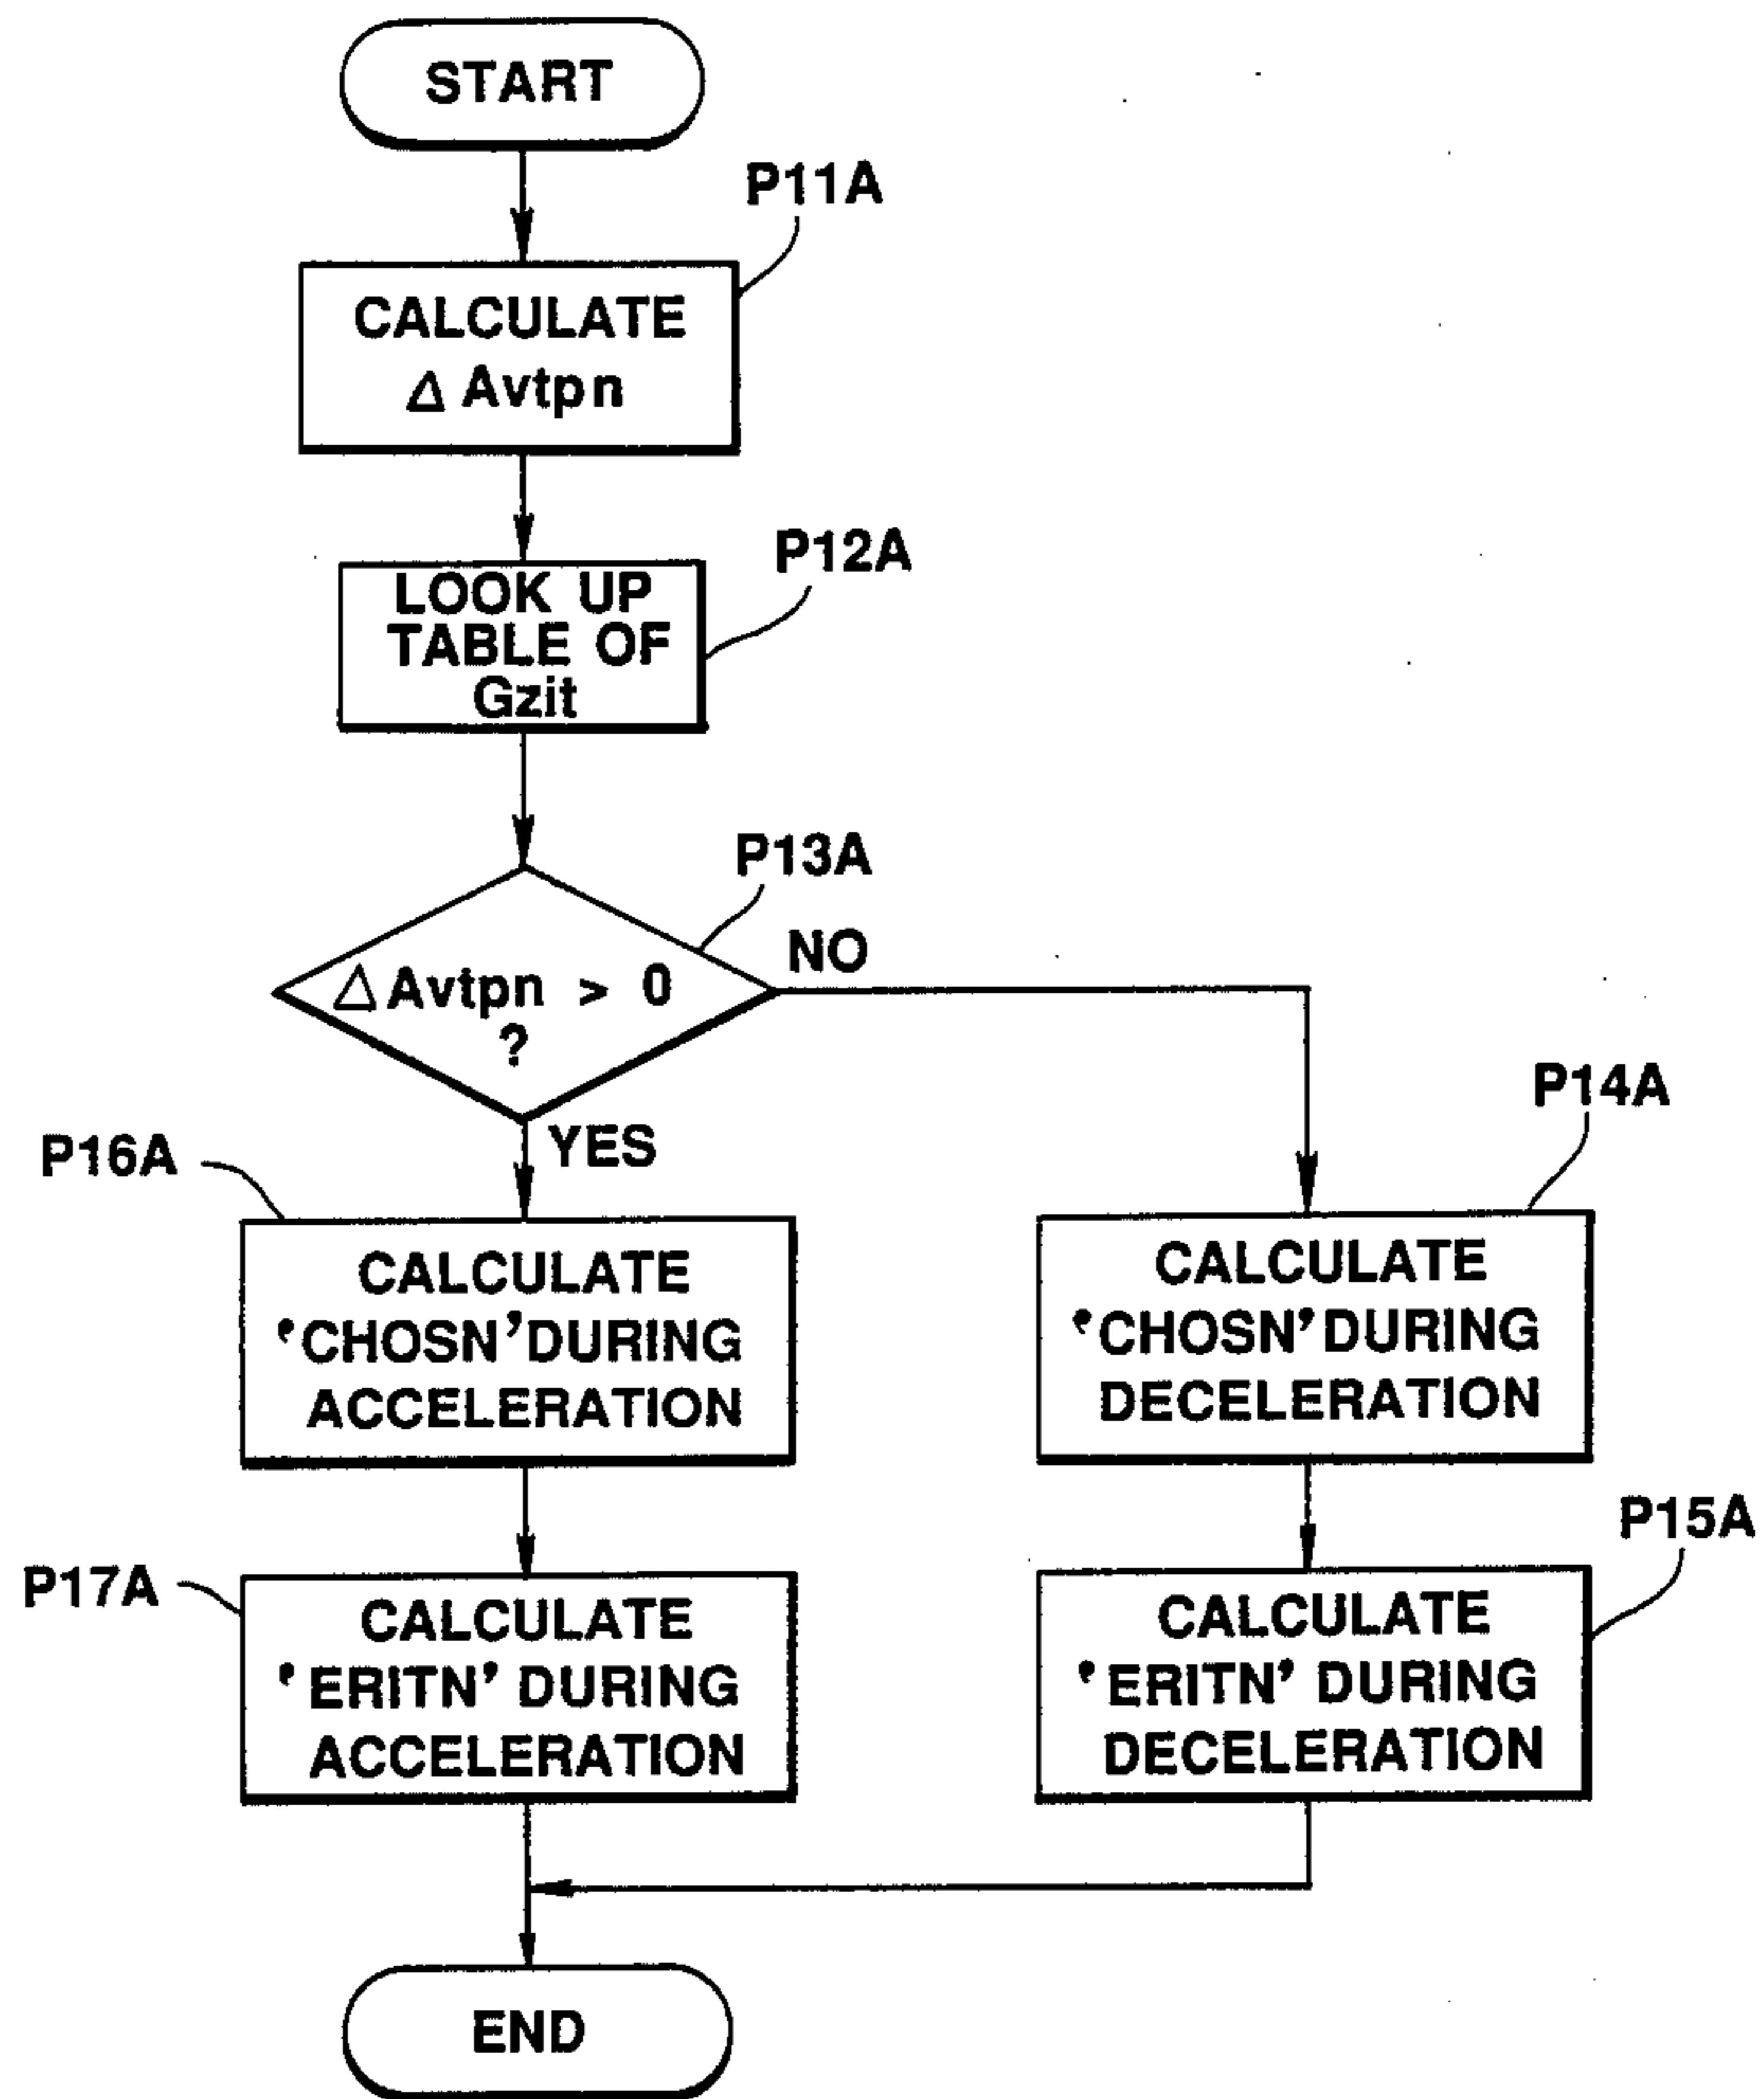 START
P11A
CALCULATE
Δ Avtpn
P12A
LOOK UP
TABLE OF
Gzit
P13A
NO
△Avtpn > 0
?
YES
P16A
CALCULATE
'CHOSN' DURING
ACCELERATION
P14A
CALCULATE
'CHOSN' DURING
DECELERATION
P17A
CALCULATE
'ERITN' DURING
ACCELERATION
P15A
CALCULATE
'ERITN' DURING
DECELERATION
END